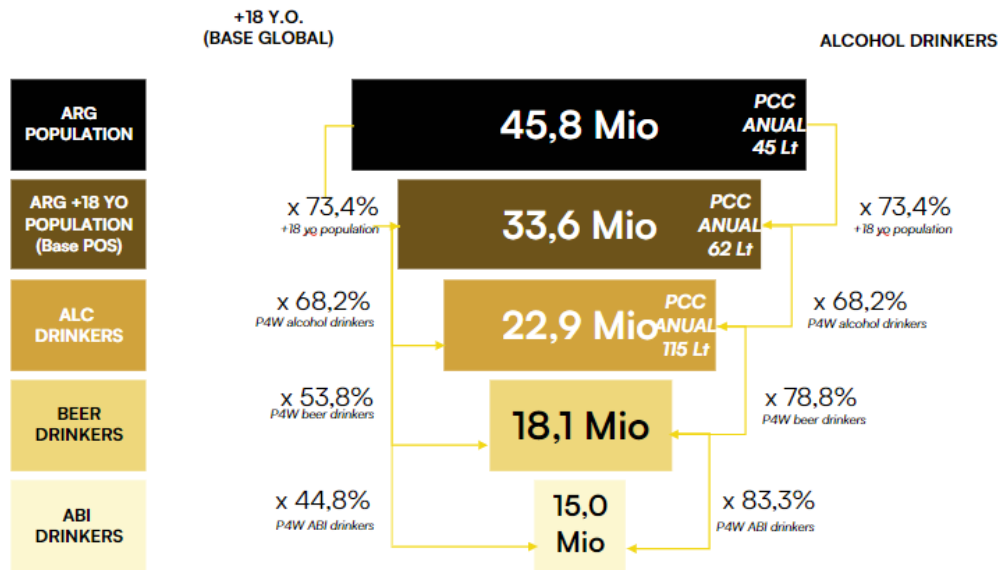 +18 Y.O.
(BASE GLOBAL)
ALCOHOL DRINKERS
ARG
POPULATION
45,8 Mio
PCC
ANUAL
45 Lt
ARG +18 YO
POPULATION
(Base POS)
x 73,4%
+18 yo population
33,6 Mio
PCC
ANUAL
62 Lt
x 73,4%
+18 yo population
ALC
DRINKERS
x 68,2%
P4W alcohol drinkers
22,9 Mio
PCC
ANUAL
115 Lt
x 68,2%
P4W alcohol drinkers
BEER
DRINKERS
x 53,8%
P4W beer drinkers
18,1 Mio
x 78,8%
P4W beer drinkers
ABI
DRINKERS
x 44,8%
P4W ABI drinkers
15,0
Mio
x 83,3%
P4W ABI drinkers